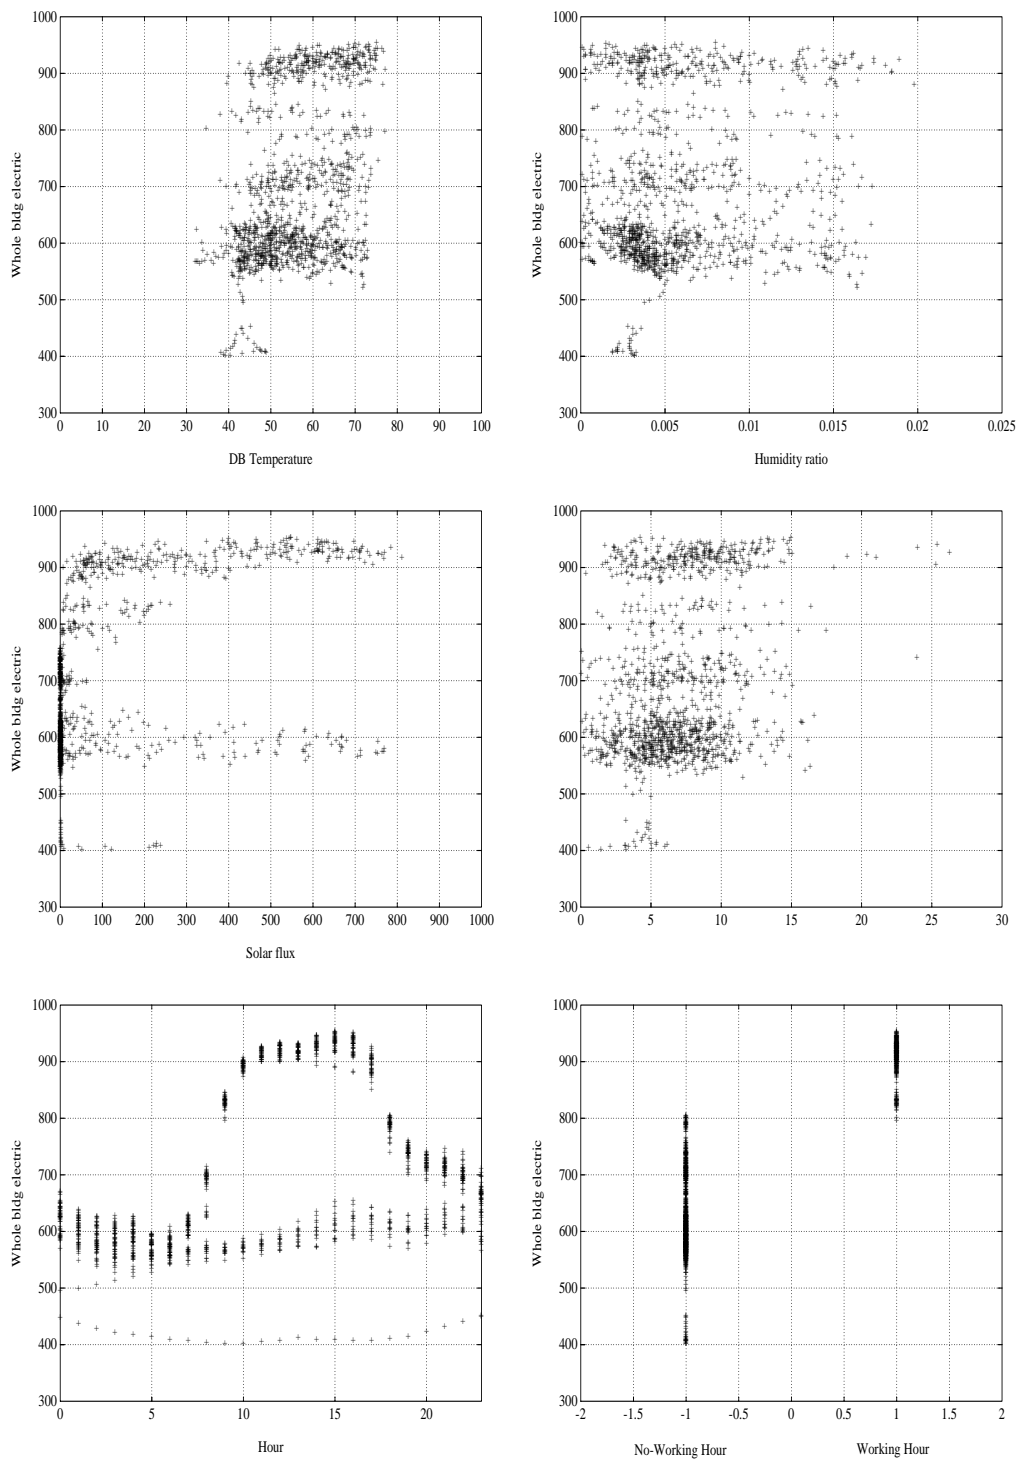 1000
900
800
700
600
500
400
300
Whole bldg electric
0 10 20 30 40 50 60 70 80 90 100
DB Temperature
1000
900
800
700
600
500
400
300
Whole bldg electric
0 0.005 0.01 0.015 0.02 0.025
Humidity ratio
1000
900
800
700
600
500
400
300
Whole bldg electric
0 100 200 300 400 500 600 700 800 900 1000
Solar flux
1000
900
800
700
600
500
400
300
Whole bldg electric
0 5 10 15 20 25 30
1000
900
800
700
600
500
400
300
Whole bldg electric
0 5 10 15 20
Hour
1000
900
800
700
600
500
400
300
Whole bldg electric
-2 -1.5 -1 -0.5 0 0.5 1 1.5 2
No-Working Hour Working Hour